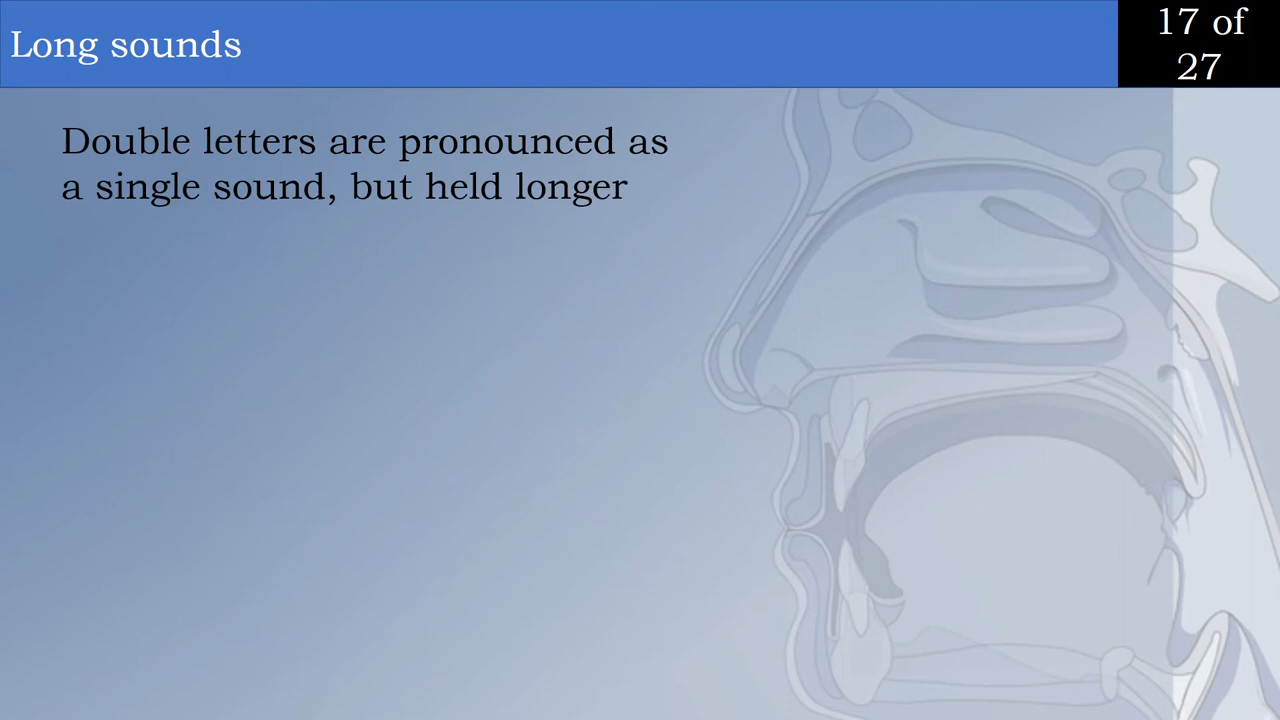 Long sounds
17 of
27
Double letters are pronounced as
a single sound, but held longer